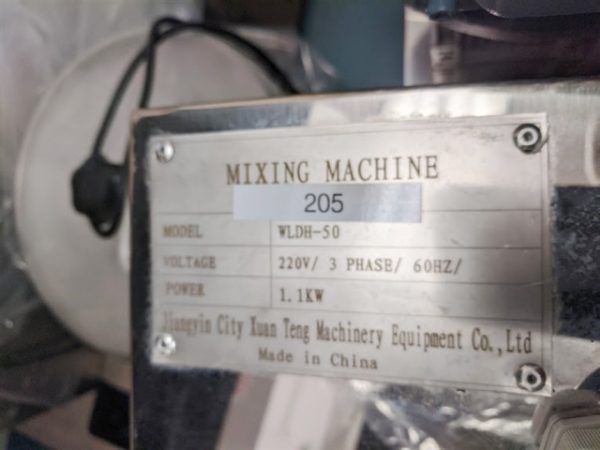 MIXING MACHINE
205
MODEL WLDH-50
VOLTAGE 220V/ 3 PHASE/ 60HZ/
POWER 1.1KW
Jiangyin City Xuan Teng Machinery Equipment Co.,Ltd
Made in China